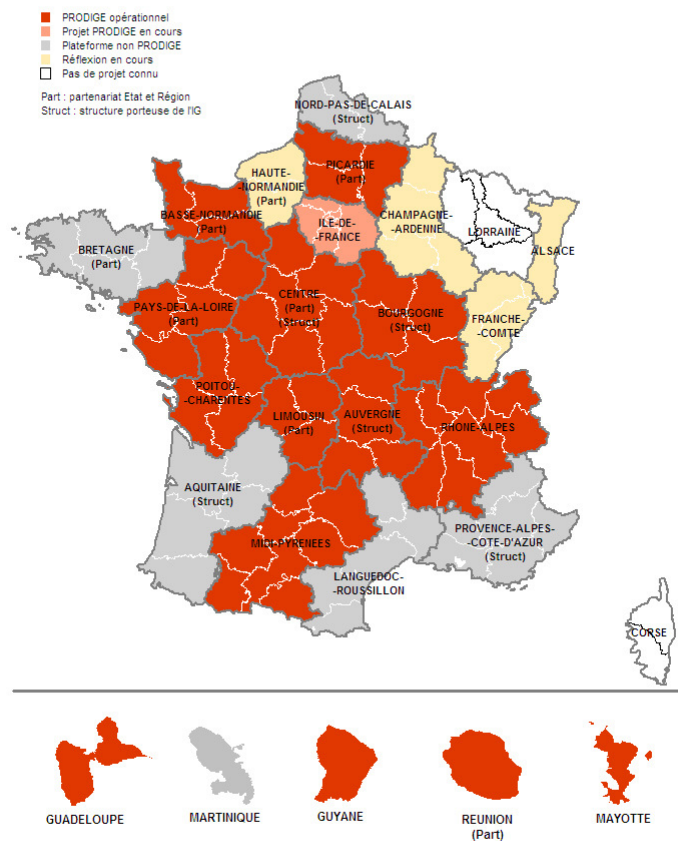 PRODIGE opérationnel
Projet PRODIGE en cours
Plateforme non PRODIGE
Réflexion en cours
Pas de projet connu
Part : partenariat Etat et Région
Struct : structure porteuse de l'IG
NORD-PAS-DE-CALAIS
(Struct)
PICARDIE
(Part)
HAUTE-
-NORMANDIE
(Part)
BASSE-NORMANDIE
(Part)
ILE-DE-
-FRANCE
CHAMPAGNE-
-ARDENNE
LORRAINE
ALSACE
BRETAGNE
(Part)
PAYS-DE-LA-LOIRE
(Part)
CENTRE
(Part)
(Struct)
BOURGOGNE
(Struct)
FRANCHE-
-COMTE
POITOU-
-CHARENTES
LIMOUSIN
(Part)
AUVERGNE
(Struct)
RHONE-ALPES
AQUITAINE
(Struct)
MIDI-PYRENEES
LANGUEDOC-
-ROUSSILLON
PROVENCE-ALPES-
-COTE-D'AZUR
(Struct)
CORSE
GUADELOUPE
MARTINIQUE
GUYANE
REUNION
(Part)
MAYOTTE